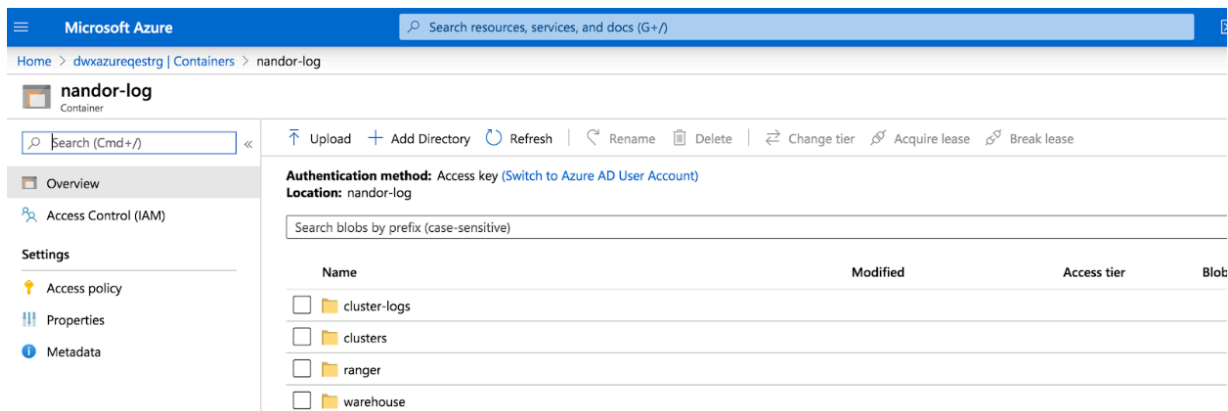 Microsoft Azure
Search resources, services, and docs (G+/)
Home > dwxazureqestrg | Containers > nandor-log
nandor-log
Container
Search (Cmd+/)
«
Upload
Add Directory
Refresh
Rename
Delete
Change tier
Acquire lease
Break lease
Overview
Access Control (IAM)
Settings
Access policy
Properties
Metadata
Authentication method: Access key (Switch to Azure AD User Account)
Location: nandor-log
Search blobs by prefix (case-sensitive)
Name Modified Access tier Blob
cluster-logs
clusters
ranger
warehouse